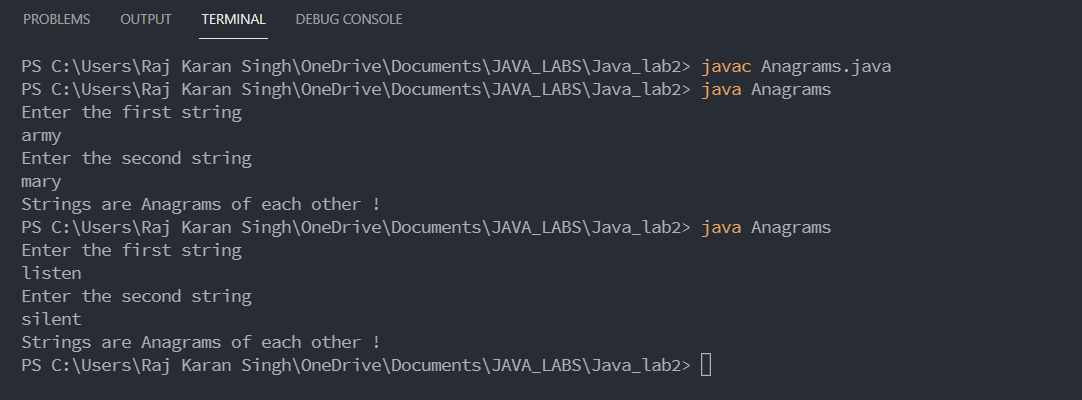 PROBLEMS OUTPUT TERMINAL DEBUG CONSOLE
PS C:\Users\Raj Karan Singh\OneDrive\Documents\JAVA_LABS\Java_lab2> javac Anagrams.java
PS C:\Users\Raj Karan Singh\OneDrive\Documents\JAVA_LABS\Java_lab2> java Anagrams
Enter the first string
army
Enter the second string
mary
Strings are Anagrams of each other !
PS C:\Users\Raj Karan Singh\OneDrive\Documents\JAVA_LABS\Java_lab2> java Anagrams
Enter the first string
listen
Enter the second string
silent
Strings are Anagrams of each other !
PS C:\Users\Raj Karan Singh\OneDrive\Documents\JAVA_LABS\Java_lab2>